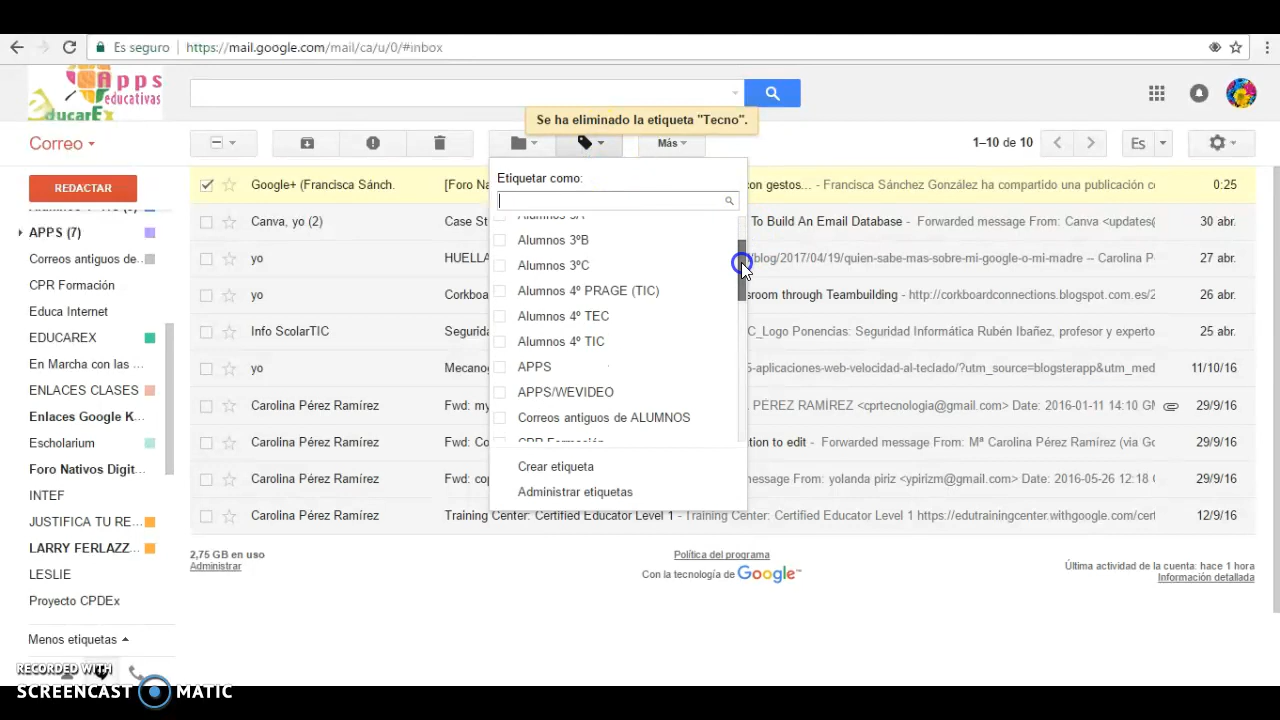 Es seguro https://mail.google.com/mail/ca/u/0/#inbox
Apps
educativas
educarEx
Se ha eliminado la etiqueta "Tecno".
Correo
Más
1–10 de 10
Es
REDACTAR
APPS (7)
Correos antiguos de...
CPR Formación
Educa Internet
EDUCAREX
En Marcha con las ...
ENLACES CLASES
Enlaces Google K...
Escholarium
Foro Nativos Digit...
INTEF
JUSTIFICA TU RE...
LARRY FERLAZZ...
LESLIE
Proyecto CPDEx
Menos etiquetas
Etiquetar como:
Alumnos 3ºB
Alumnos 3ºC
Alumnos 4º PRAGE (TIC)
Alumnos 4º TEC
Alumnos 4º TIC
APPS
APPS/WEVIDEO
Correos antiguos de ALUMNOS
CPR Formación
Crear etiqueta
Administrar etiquetas
Google+ (Francisca Sánch. [Foro Na con gestos... - Francisca Sánchez González ha compartido una publicación co 0:25
Canva, yo (2) Case St To Build An Email Database - Forwarded message From: Canva <updates( 30 abr.
yo HUELLA blog/2017/04/19/quien-sabe-mas-sobre-mi-google-o-mi-madre -- Carolina P 27 abr.
yo Corkboa sroom through Teambuilding - http://corkboardconnections.blogspot.com.es/2 26 abr.
Info ScolarTIC Segurida C_Logo Ponencias: Seguridad Informática Rubén Ibañez, profesor y experto 25 abr.
yo Mecano 5-aplicaciones-web-velocidad-al-teclado/?utm_source=blogsterapp&utm_med 11/10/16
Carolina Pérez Ramírez Fwd: my PEREZ RAMÍREZ <cprtecnologia@gmail.com> Date: 2016-01-11 14:10 GM 29/9/16
Carolina Pérez Ramírez Fwd: Co tion to edit - Forwarded message From: Mª Carolina Pérez Ramírez (via Go 29/9/16
Carolina Pérez Ramírez Fwd: cop message From: yolanda piriz <ypirizm@gmail.com> Date: 2016-05-26 12:18 29/9/16
Carolina Pérez Ramírez Training Center: Certified Educator Level 1 - Training Center: Certified Educator Level 1 https://edutrainingcenter.withgoogle.com/cert 12/9/16
2,75 GB en uso
Administrar
Política del programa
Con la tecnología de Google™
Última actividad de la cuenta: hace 1 hora
Información detallada
RECORDED WITH
SCREENCAST MATIC